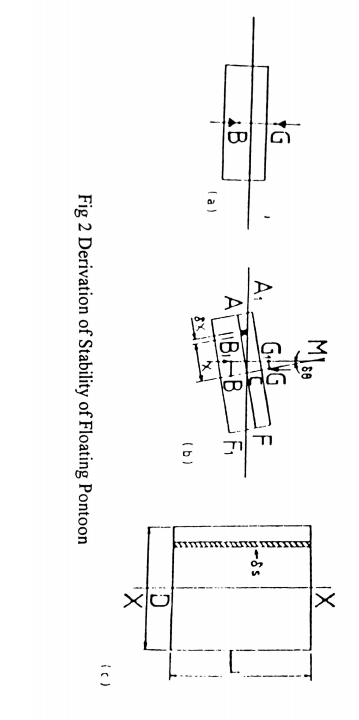 G
B
(a)
M
δθ
A₁
A
G₁
G
C
B₁
B
F
F₁
δx
x
(b)
X
δs
L
D
X
(c)
Fig 2 Derivation of Stability of Floating Pontoon